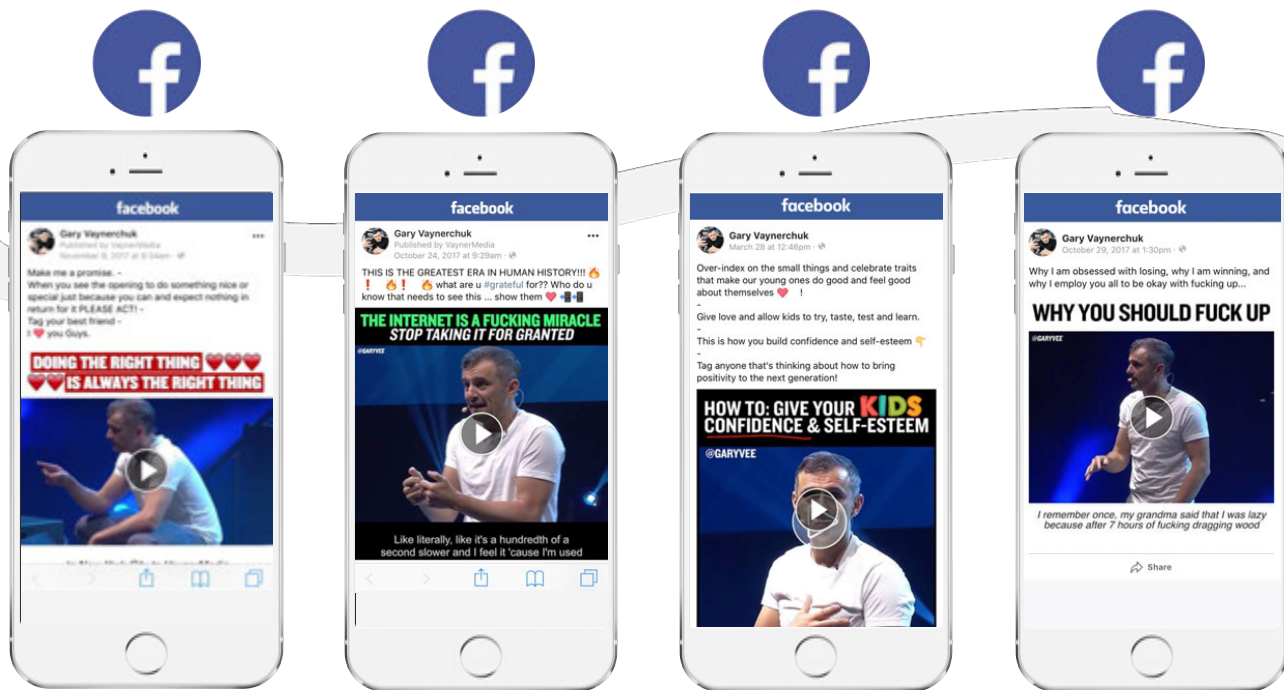 facebook
Gary Vaynerchuk
Published by VaynerMedia
November 9, 2017 at 9:34am
Make me a promise. -
When you see the opening to do something nice or
special just because you can and expect nothing in
return for it PLEASE ACT! -
Tag your best friend -
I ❤️ you Guys.
DOING THE RIGHT THING ❤️❤️❤️
❤️❤️ IS ALWAYS THE RIGHT THING
facebook
Gary Vaynerchuk
Published by VaynerMedia
October 24, 2017 at 9:29am ·
THIS IS THE GREATEST ERA IN HUMAN HISTORY!!! 🔥
❗ 🔥❗ 🔥 what are u #grateful for?? Who do u
know that needs to see this ... show them ❤️ 📲📲
THE INTERNET IS A FUCKING MIRACLE
STOP TAKING IT FOR GRANTED
@GARYVEE
Like literally, like it's a hundredth of a
second slower and I feel it 'cause I'm used
facebook
Gary Vaynerchuk
March 28 at 12:46pm ·
Over-index on the small things and celebrate traits
that make our young ones do good and feel good
about themselves ❤️ !
-
Give love and allow kids to try, taste, test and learn.
-
This is how you build confidence and self-esteem 👇
-
Tag anyone that's thinking about how to bring
positivity to the next generation!
HOW TO: GIVE YOUR KIDS
CONFIDENCE & SELF-ESTEEM
@GARYVEE
facebook
Gary Vaynerchuk
October 29, 2017 at 1:30pm ·
Why I am obsessed with losing, why I am winning, and
why I employ you all to be okay with fucking up...
WHY YOU SHOULD FUCK UP
@GARYVEE
I remember once, my grandma said that I was lazy
because after 7 hours of fucking dragging wood
Share